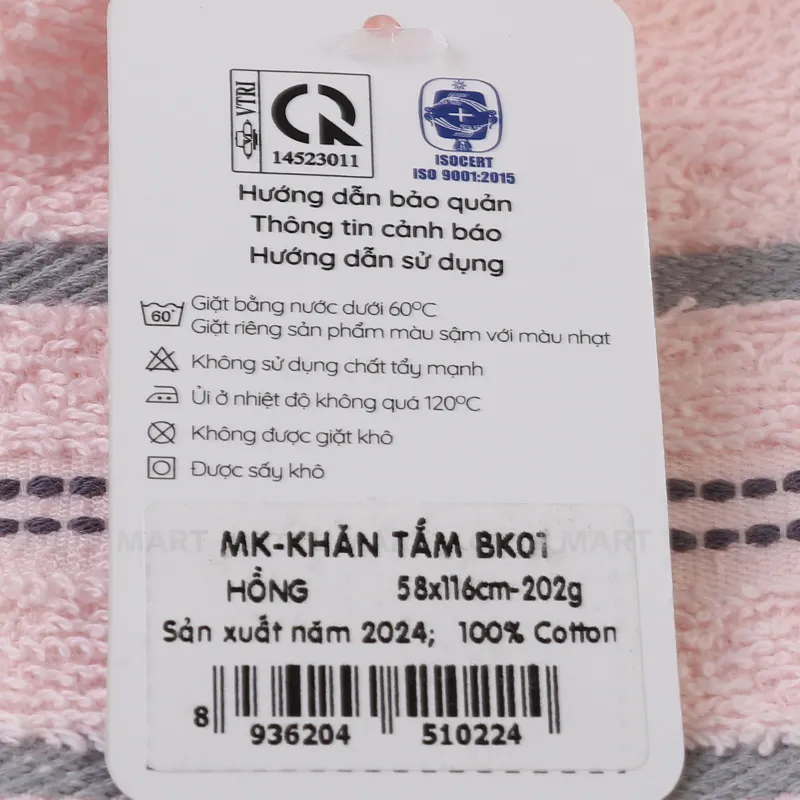 VTRI
CR
14523011
ISOCERT
ISO 9001:2015
Hướng dẫn bảo quản
Thông tin cảnh báo
Hướng dẫn sử dụng
60°
Giặt bằng nước dưới 60°C
Giặt riêng sản phẩm màu sậm với màu nhạt
Không sử dụng chất tẩy mạnh
Ủi ở nhiệt độ không quá 120°C
Không được giặt khô
Được sấy khô
MK-KHĂN TẮM BK01
HỒNG 58x116cm-202g
Sản xuất năm 2024; 100% Cotton
8 936204 510224